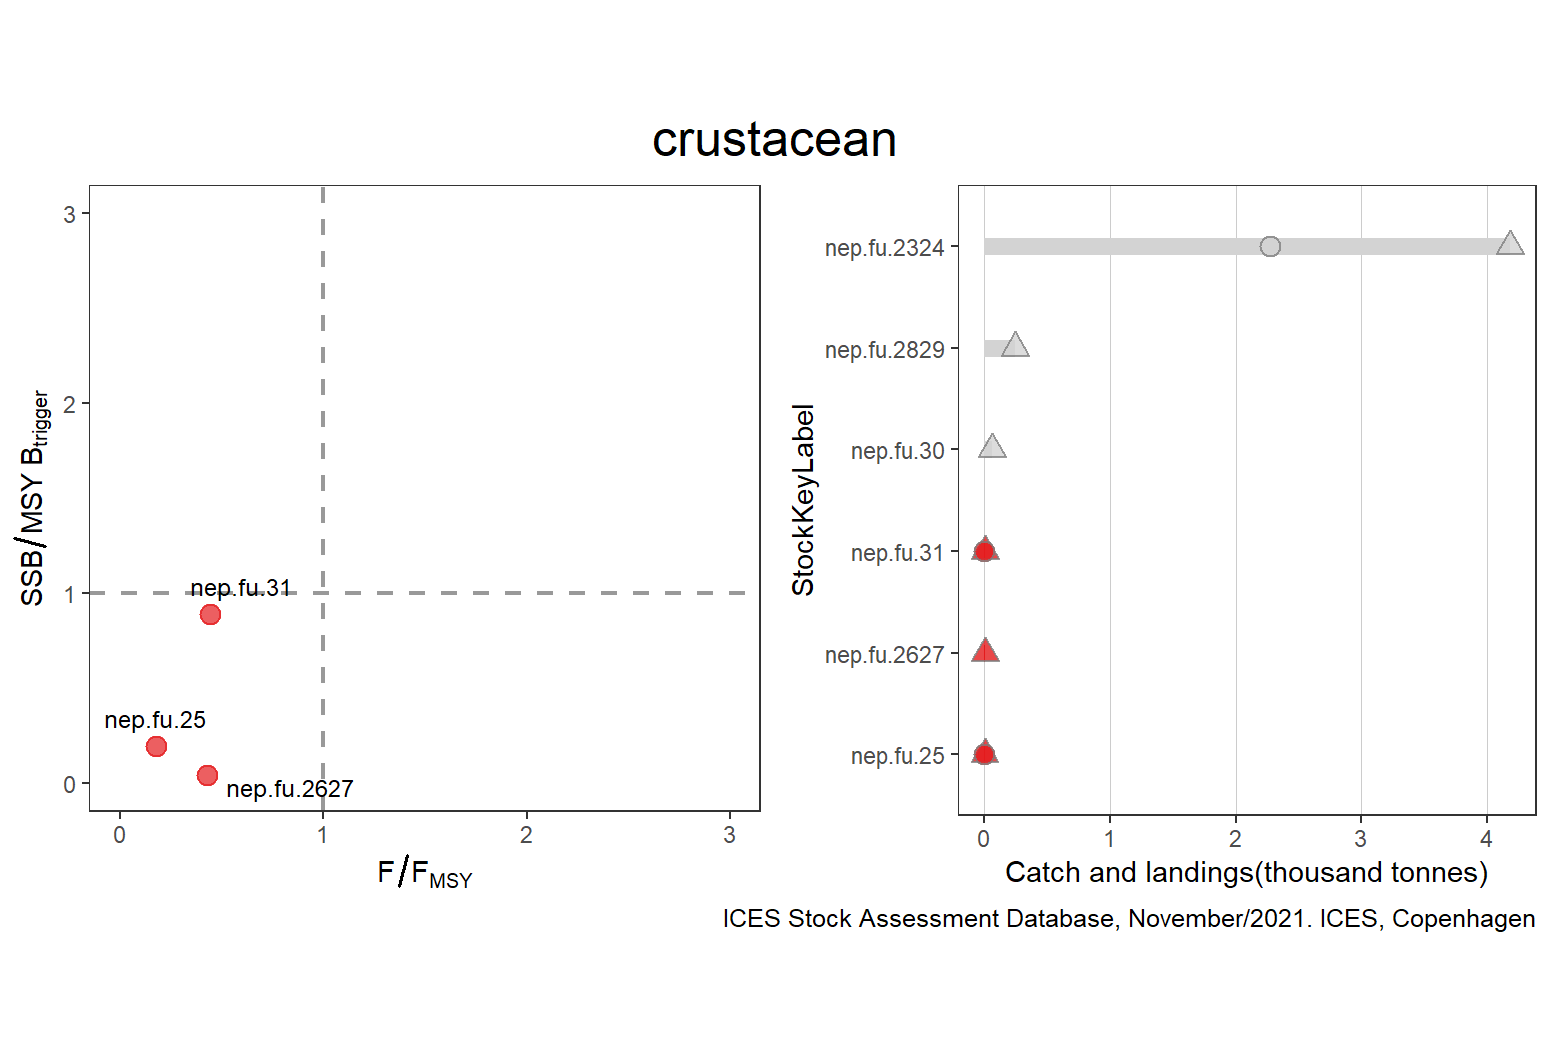 crustacean
3
2
1
0
SSB/MSY Btrigger
nep.fu.31
nep.fu.25
nep.fu.2627
0 1 2 3
F/FMSY
StockKeyLabel
nep.fu.2324
nep.fu.2829
nep.fu.30
nep.fu.31
nep.fu.2627
nep.fu.25
0 1 2 3 4
Catch and landings(thousand tonnes)
ICES Stock Assessment Database, November/2021. ICES, Copenhagen